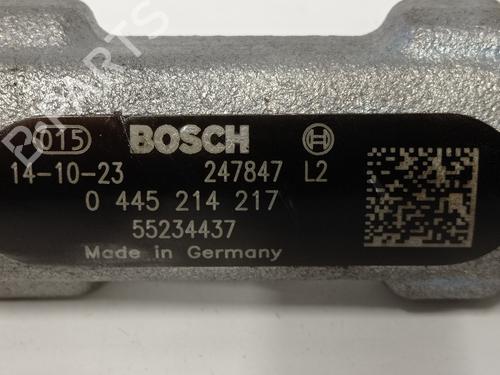 015 BOSCH
14-10-23 247847 L2
0 445 214 217
55234437
Made in Germany